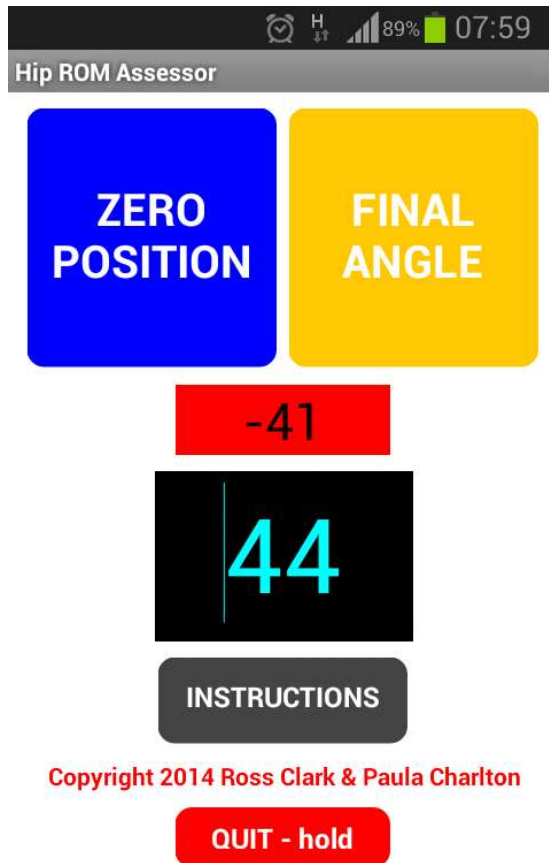 H 89% 07:59
Hip ROM Assessor
ZERO
POSITION
FINAL
ANGLE
-41
44
INSTRUCTIONS
Copyright 2014 Ross Clark & Paula Charlton
QUIT - hold